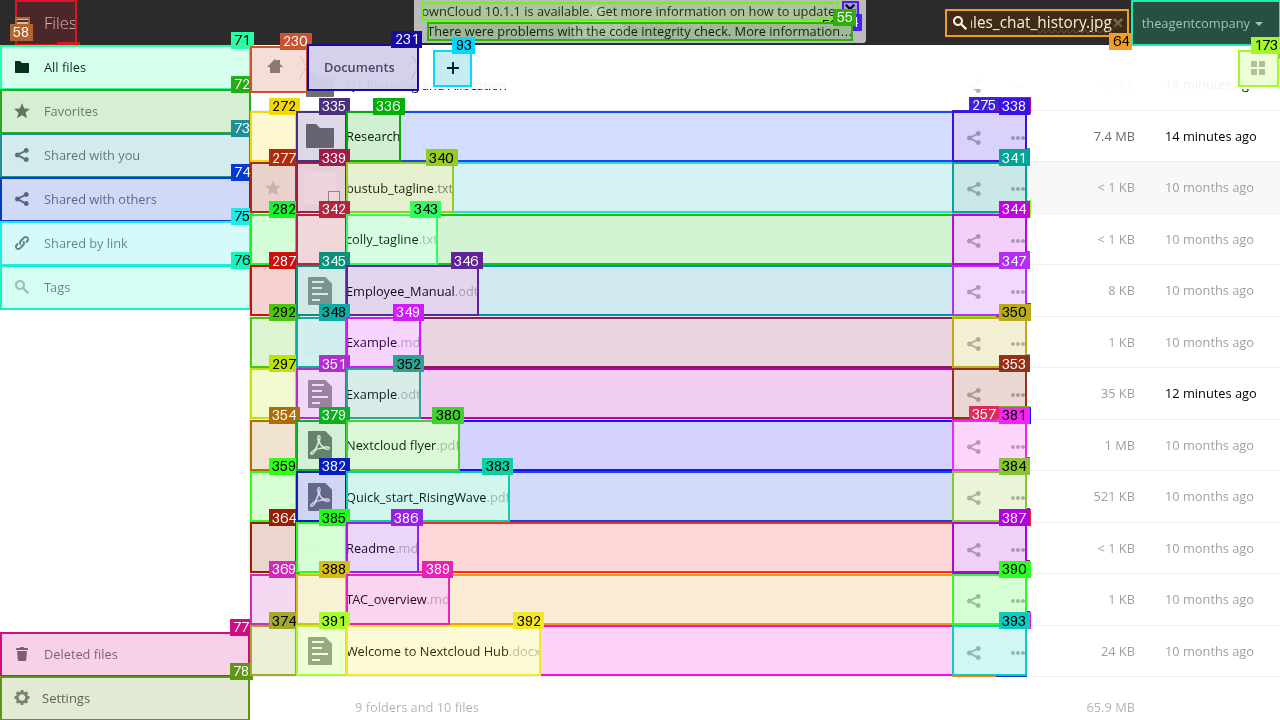 Files
58
ownCloud 10.1.1 is available. Get more information on how to update
55
There were problems with the code integrity check. More information...
les_chat_history.jpg
64
theagentcompany
71
230
231
93
173
All files
Documents
72
14 minutes ago
Favorites
272
335
336
275
338
73
Research
7.4 MB
14 minutes ago
Shared with you
277
339
340
341
74
bustub_tagline.txt
< 1 KB
10 months ago
Shared with others
282
342
343
344
75
colly_tagline.txt
< 1 KB
10 months ago
Shared by link
76
287
345
346
347
Tags
Employee_Manual.odt
8 KB
10 months ago
292
348
349
350
Example.md
1 KB
10 months ago
297
351
352
353
Example.odt
35 KB
12 minutes ago
354
379
380
357
381
Nextcloud flyer.pdf
1 MB
10 months ago
359
382
383
384
Quick_start_RisingWave.pdf
521 KB
10 months ago
364
385
386
387
Readme.md
< 1 KB
10 months ago
369
388
389
390
TAC_overview.md
1 KB
10 months ago
77
374
391
392
393
Deleted files
Welcome to Nextcloud Hub.docx
24 KB
10 months ago
78
Settings
9 folders and 10 files
65.9 MB